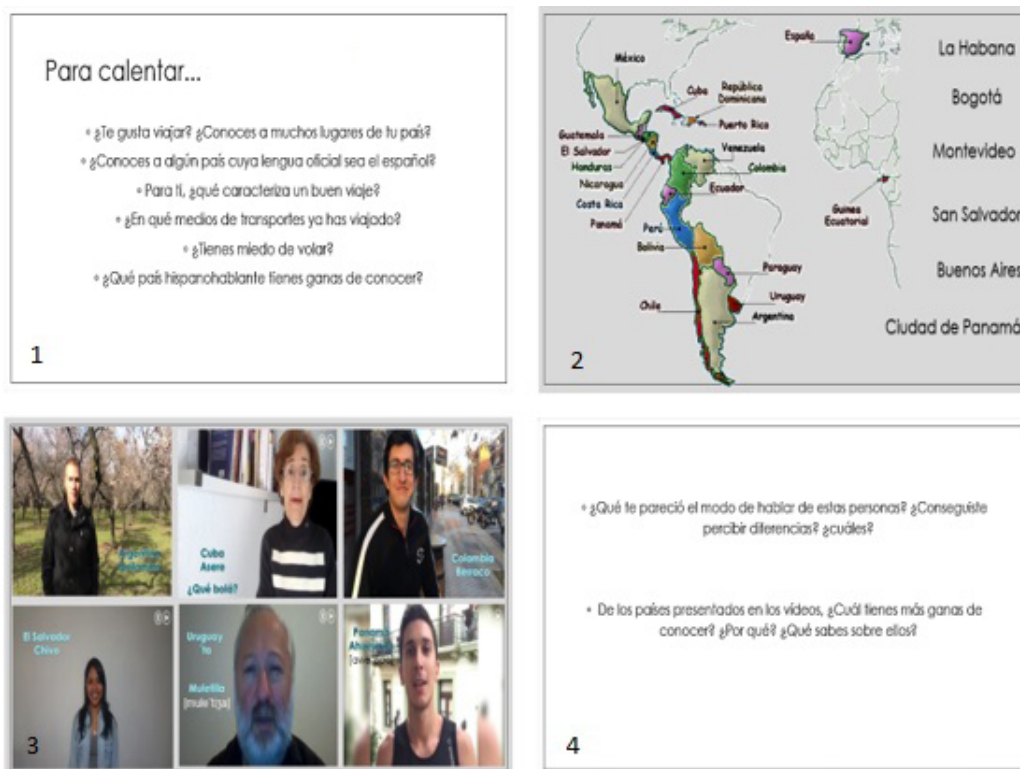 Para calentar...
◦ ¿Te gusta viajar? ¿Conoces a muchos lugares de tu país?
◦ ¿Conoces a algún país cuya lengua oficial sea el español?
◦ Para ti, ¿qué caracteriza un buen viaje?
◦ ¿En qué medios de transportes ya has viajado?
◦ ¿Tienes miedo de volar?
◦ ¿Qué país hispanohablante tienes ganas de conocer?
1
España
México
Cuba
República
Dominicana
Puerto Rico
Guatemala
El Salvador
Honduras
Nicaragua
Costa Rica
Panamá
Venezuela
Colombia
Ecuador
Perú
Bolivia
Guinea
Ecuatorial
Paraguay
Uruguay
Chile
Argentina
La Habana
Bogotá
Montevideo
San Salvador
Buenos Aires
Ciudad de Panamá
2
Argentina
Cuba
Asere
¿Qué bolá?
Colombia
Berraco
El Salvador
Chivo
Uruguay
'ta
Muletilla
Panamá
3
◦ ¿Qué te pareció el modo de hablar de estas personas? ¿Conseguiste
percibir diferencias? ¿cuáles?
◦ De los países presentados en los vídeos, ¿Cuál tienes más ganas de
conocer? ¿Por qué? ¿Qué sabes sobre ellos?
4